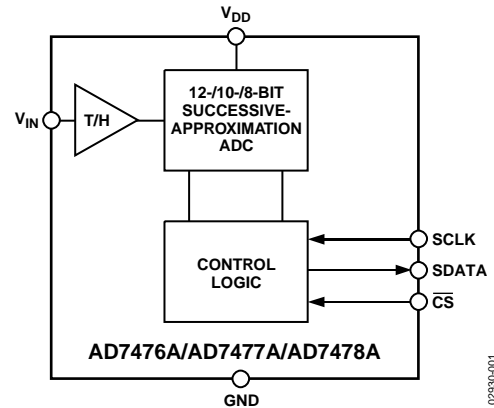 VDD
VIN
T/H
12-/10-/8-BIT
SUCCESSIVE-
APPROXIMATION
ADC
CONTROL
LOGIC
SCLK
SDATA
C̅S̅
AD7476A/AD7477A/AD7478A
GND
02930-001